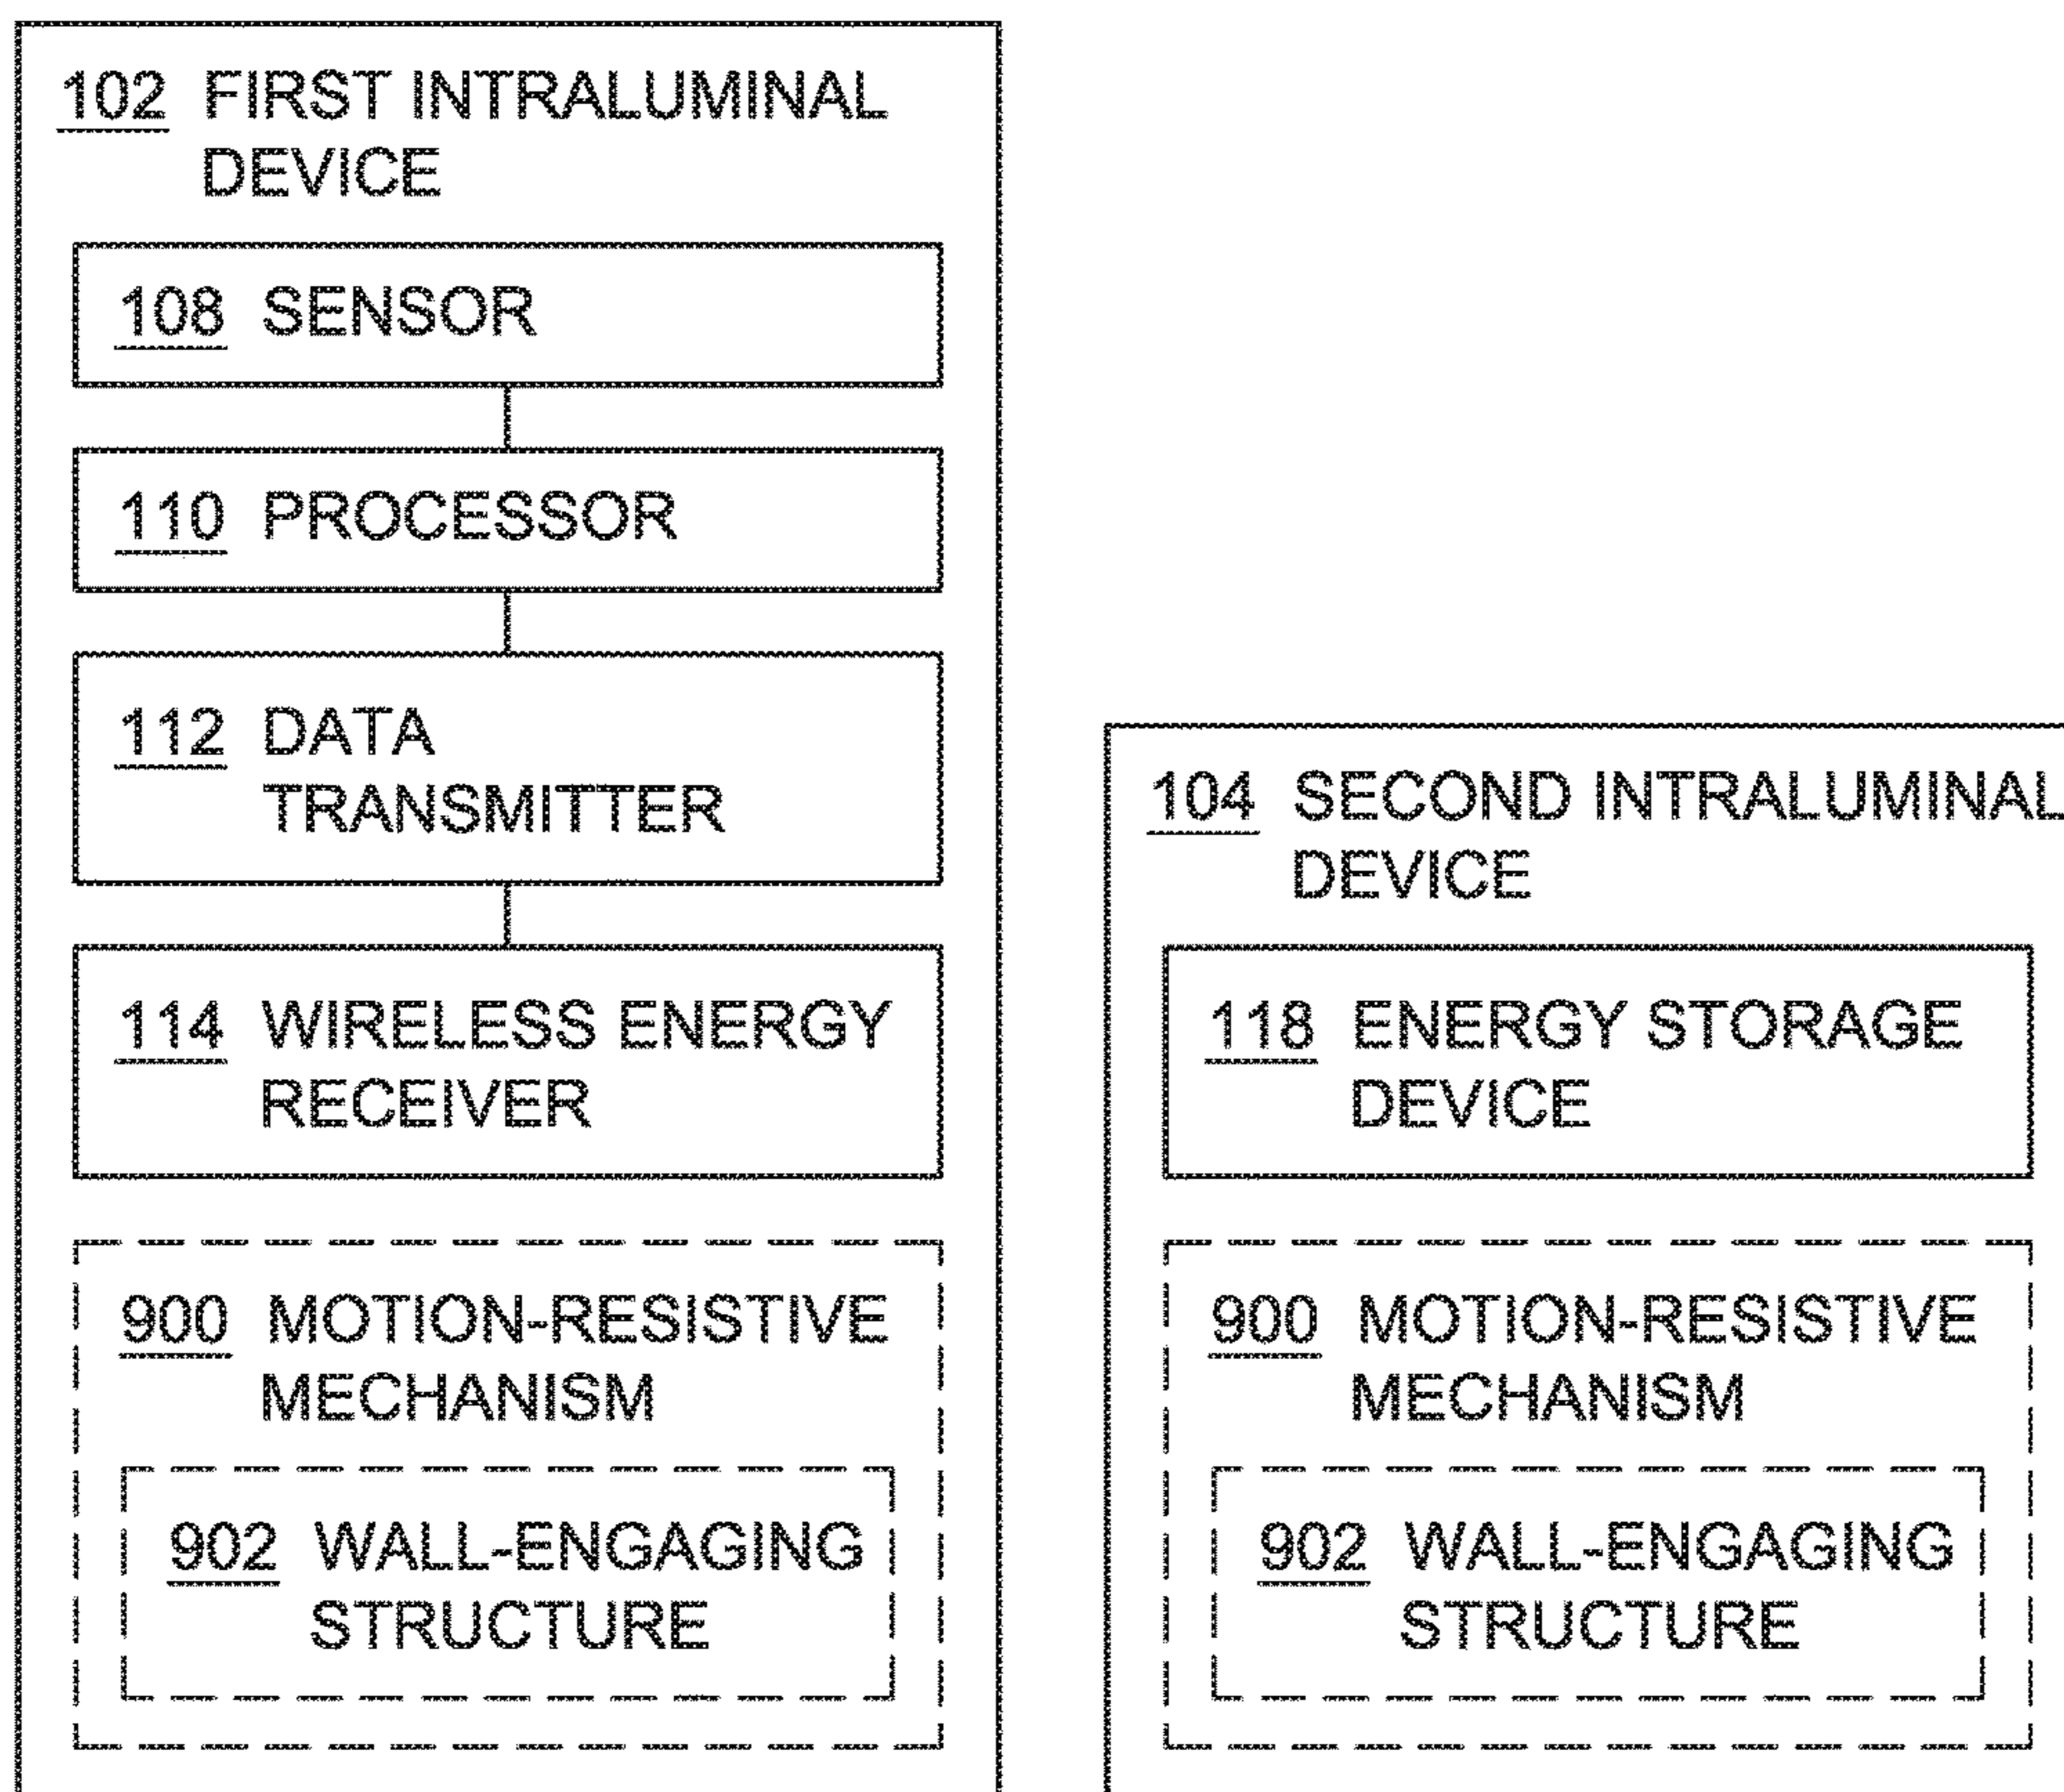 102 FIRST INTRALUMINAL
DEVICE
108 SENSOR
110 PROCESSOR
112 DATA
TRANSMITTER
114 WIRELESS ENERGY
RECEIVER
900 MOTION-RESISTIVE
MECHANISM
902 WALL-ENGAGING
STRUCTURE
104 SECOND INTRALUMINAL
DEVICE
118 ENERGY STORAGE
DEVICE
900 MOTION-RESISTIVE
MECHANISM
902 WALL-ENGAGING
STRUCTURE